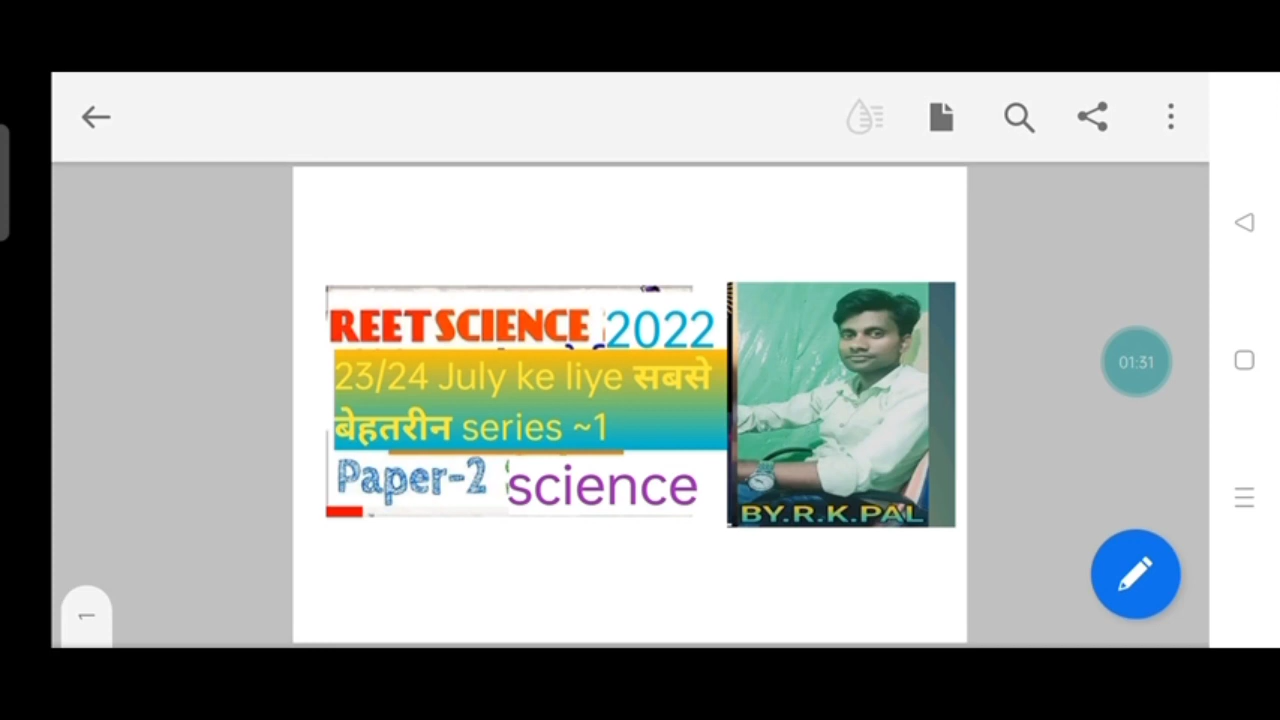 REET SCIENCE 2022
23/24 July ke liye सबसे
बेहतरीन series ~1
Paper-2 science
BY.R.K.PAL
01:31
1